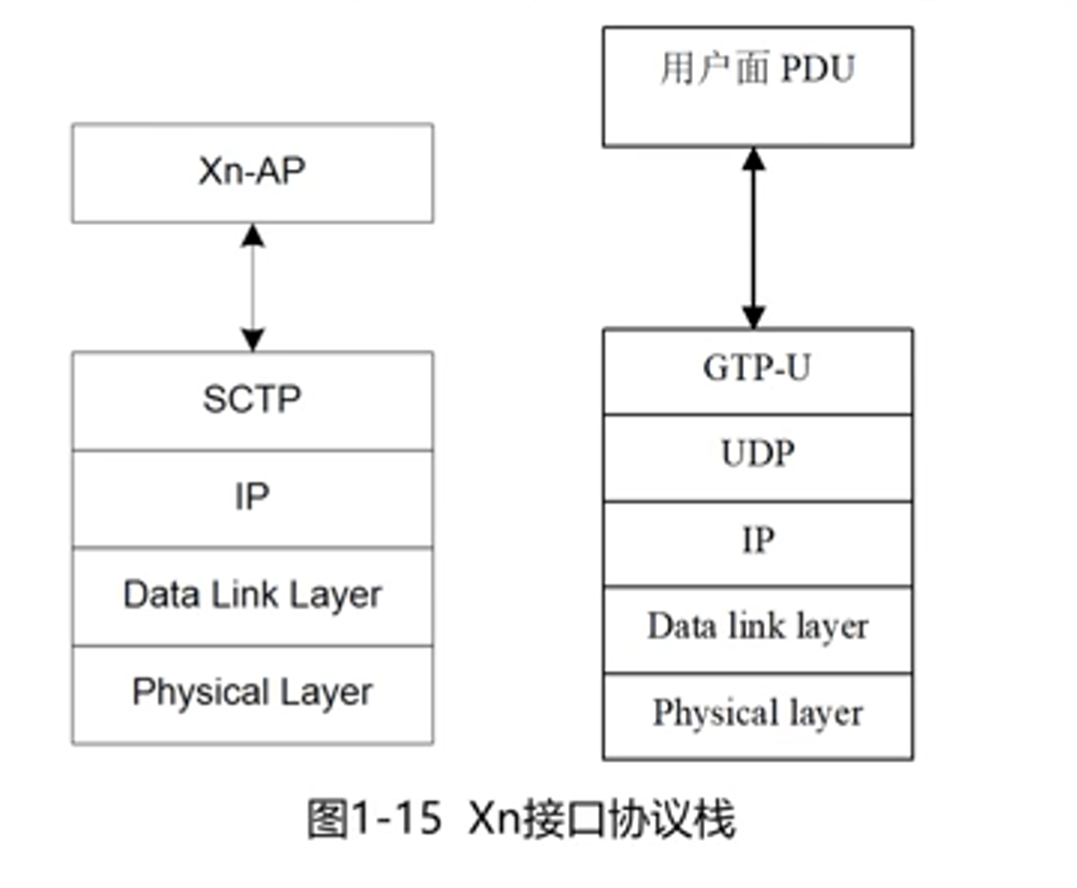 Xn-AP
SCTP
IP
Data Link Layer
Physical Layer
用户面 PDU
GTP-U
UDP
IP
Data link layer
Physical layer
图1-15 Xn接口协议栈